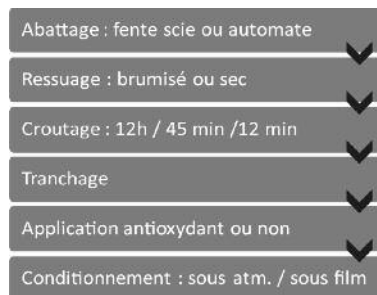 Abattage : fente scie ou automate
Ressuage : brumisé ou sec
Croutage : 12h / 45 min /12 min
Tranchage
Application antioxydant ou non
Conditionnement : sous atm. / sous film